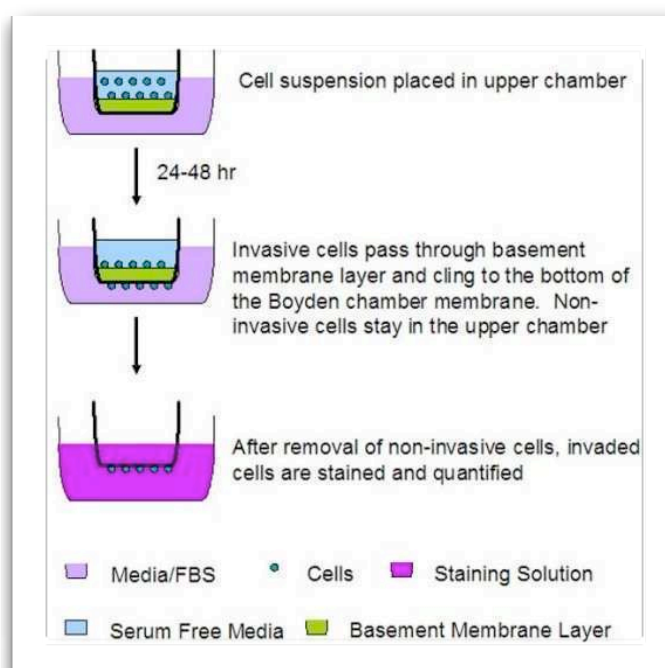 Cell suspension placed in upper chamber
24-48 hr
Invasive cells pass through basement
membrane layer and cling to the bottom of
the Boyden chamber membrane. Non-
invasive cells stay in the upper chamber
After removal of non-invasive cells, invaded
cells are stained and quantified
Media/FBS Cells Staining Solution
Serum Free Media Basement Membrane Layer